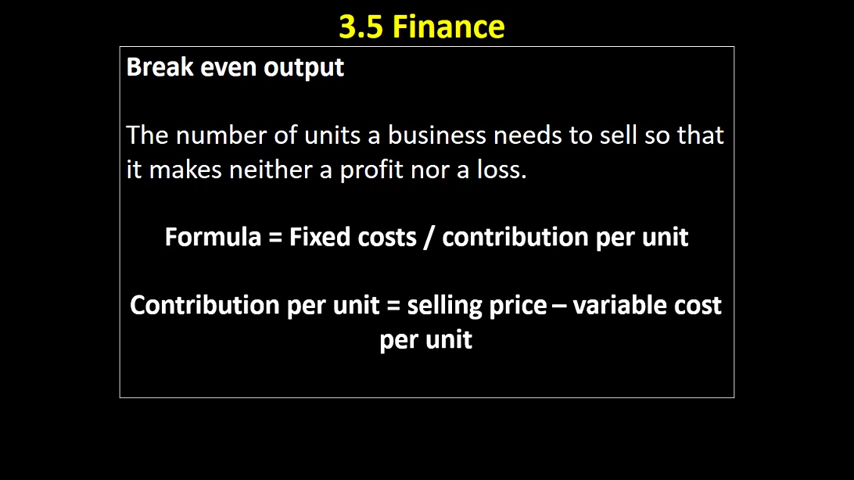 3.5 Finance
Break even output
The number of units a business needs to sell so that
it makes neither a profit nor a loss.
Formula = Fixed costs / contribution per unit
Contribution per unit = selling price – variable cost
per unit